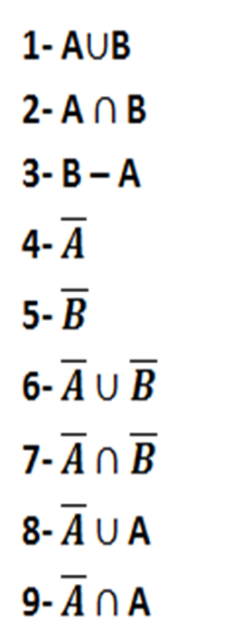 1- A∪B
2- A ∩ B
3- B – A
4- A̅
5- B̅
6- A̅ ∪ B̅
7- A̅ ∩ B̅
8- A̅ ∪ A
9- A̅ ∩ A